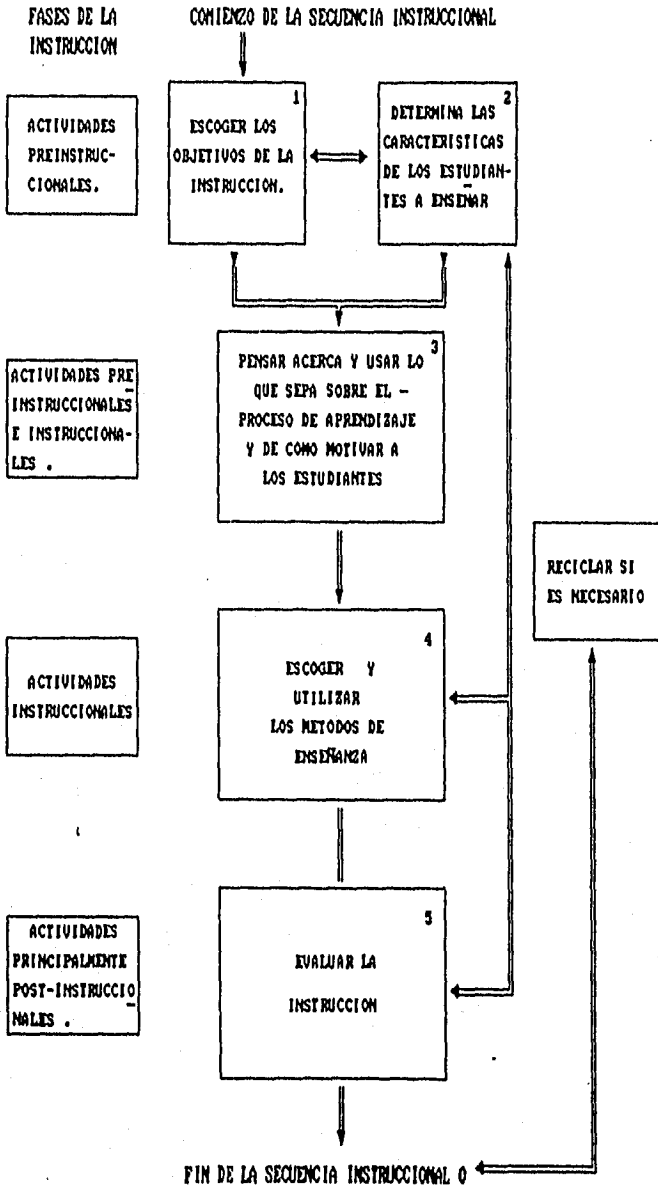 FASES DE LA
INSTRUCCION
COMIENZO DE LA SECUENCIA INSTRUCCIONAL
ACTIVIDADES
PREINSTRUC-
CIONALES.
1
ESCOGER LOS
OBJETIVOS DE LA
INSTRUCCION.
2
DETERMINA LAS
CARACTERISTICAS
DE LOS ESTUDIAN-
TES A ENSEÑAR
ACTIVIDADES PRE
INSTRUCCIONALES
E INSTRUCCIONA-
LES .
3
PENSAR ACERCA Y USAR LO
QUE SEPA SOBRE EL -
PROCESO DE APRENDIZAJE
Y DE COMO MOTIVAR A
LOS ESTUDIANTES
RECICLAR SI
ES NECESARIO
ACTIVIDADES
INSTRUCCIONALES
4
ESCOGER Y
UTILIZAR
LOS METODOS DE
ENSEÑANZA
ACTIVIDADES
PRINCIPALMENTE
POST-INSTRUCCIO
NALES .
5
EVALUAR LA
INSTRUCCION
FIN DE LA SECUENCIA INSTRUCCIONAL O